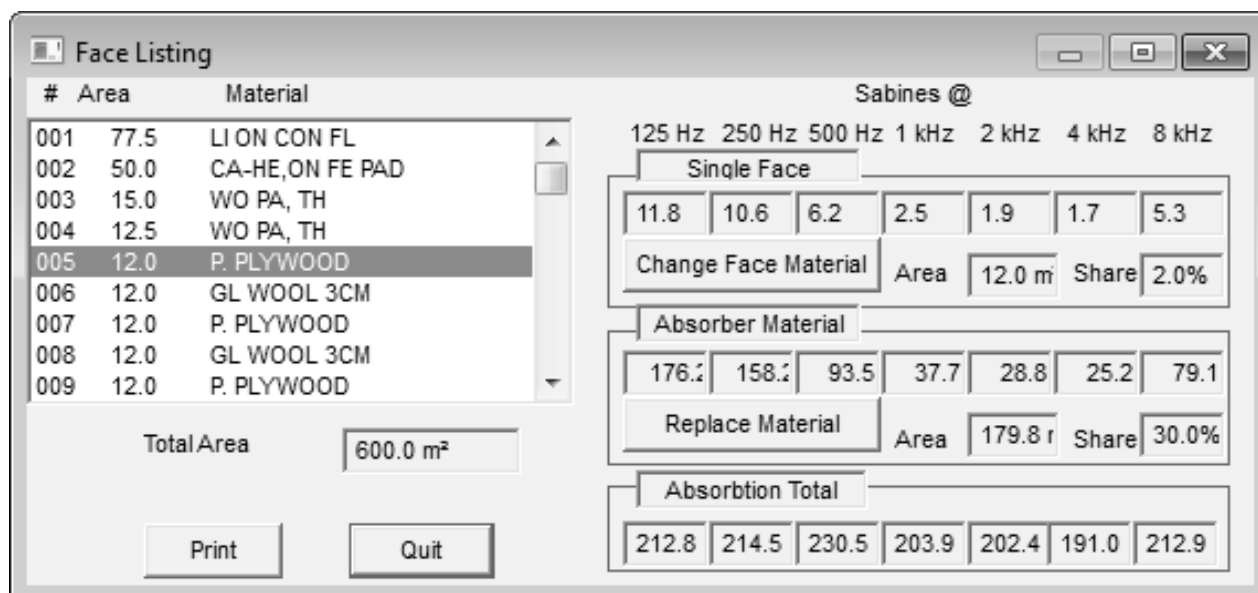 Face Listing
# Area Material
001 77.5 LI ON CON FL
002 50.0 CA-HE,ON FE PAD
003 15.0 WO PA, TH
004 12.5 WO PA, TH
005 12.0 P. PLYWOOD
006 12.0 GL WOOL 3CM
007 12.0 P. PLYWOOD
008 12.0 GL WOOL 3CM
009 12.0 P. PLYWOOD
Total Area 600.0 m²
Print Quit
Sabines @
125 Hz 250 Hz 500 Hz 1 kHz 2 kHz 4 kHz 8 kHz
Single Face
11.8 10.6 6.2 2.5 1.9 1.7 5.3
Change Face Material Area 12.0 m Share 2.0%
Absorber Material
176.2 158.2 93.5 37.7 28.8 25.2 79.1
Replace Material Area 179.8 Share 30.0%
Absorbtion Total
212.8 214.5 230.5 203.9 202.4 191.0 212.9